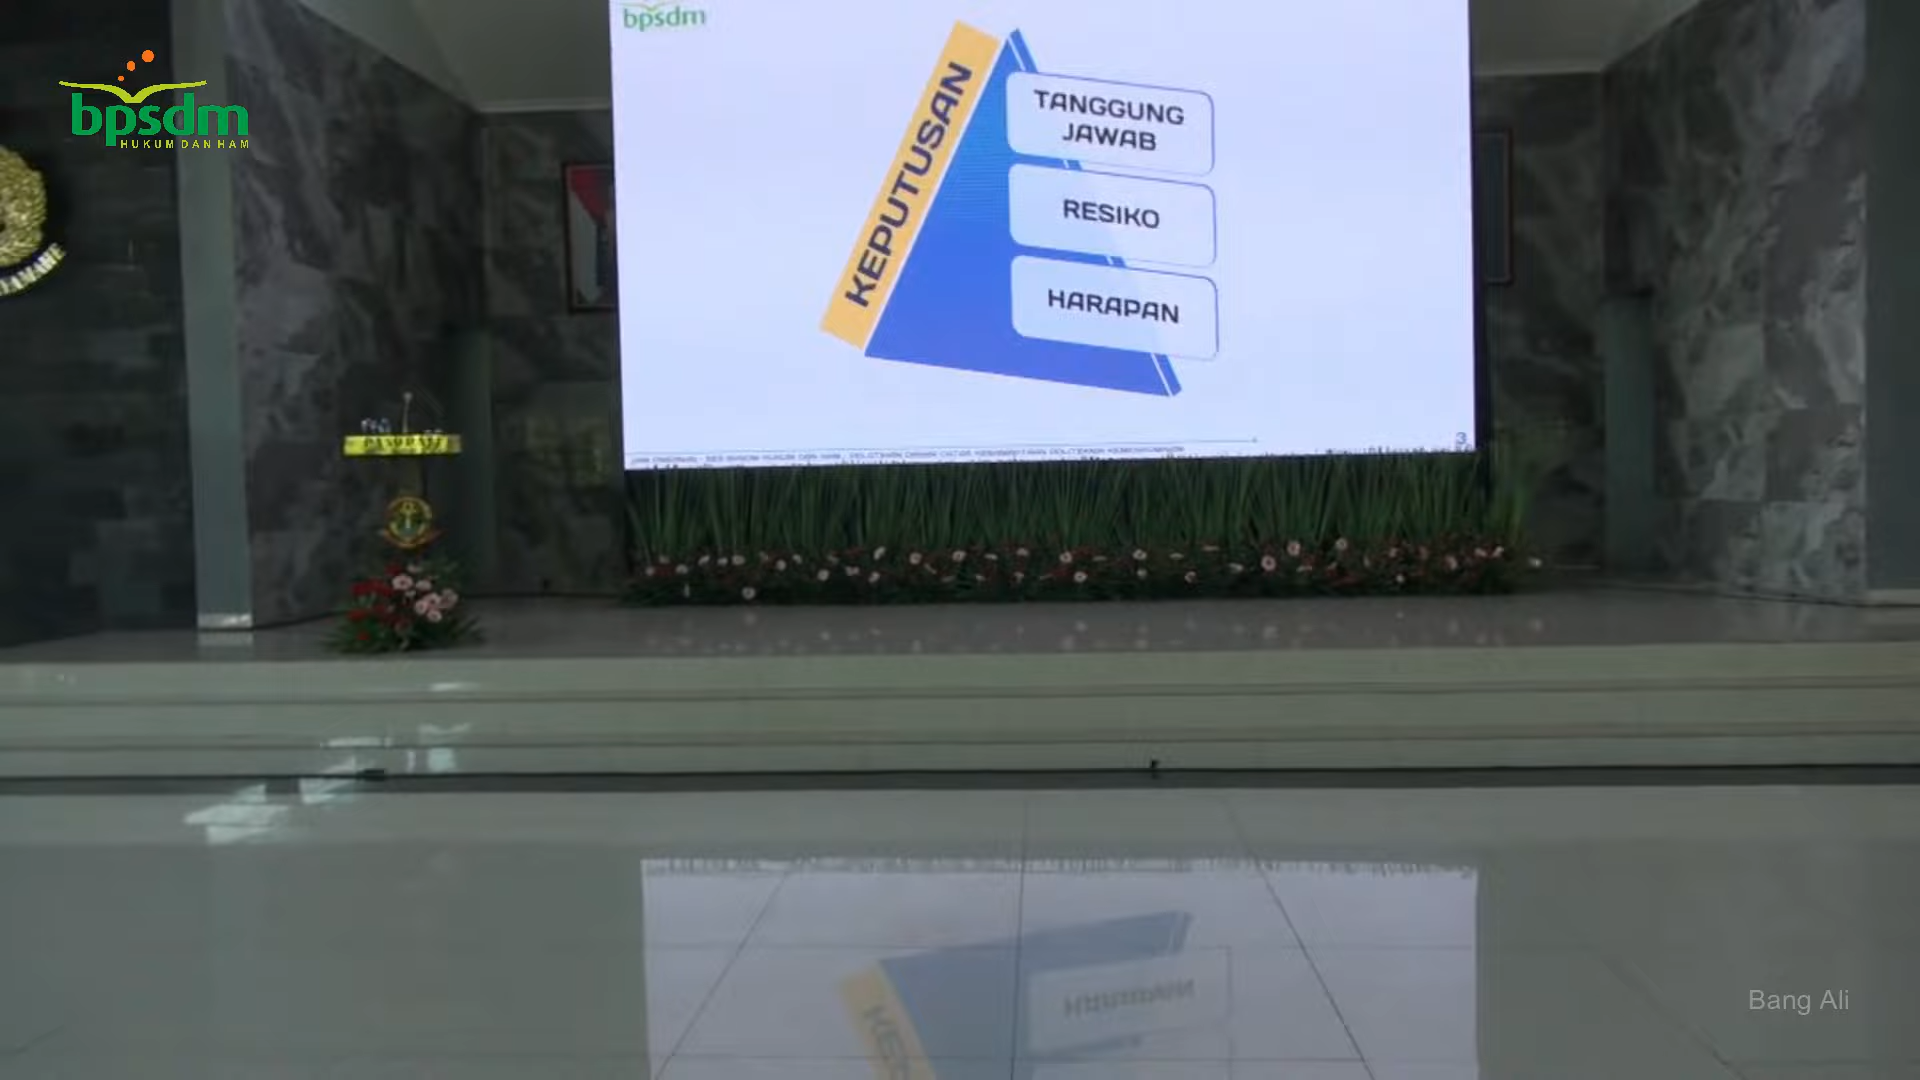 bpsdm
HUKUM DAN HAM
bpsdm
KEPUTUSAN
TANGGUNG
JAWAB
RESIKO
HARAPAN
3
Bang Ali